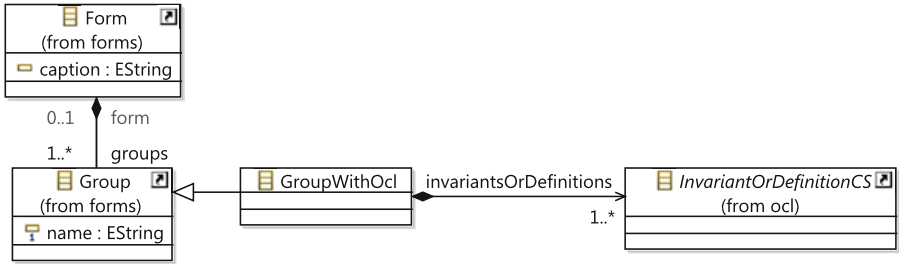 Form
(from forms)
caption : EString
0..1 form
1..* groups
Group
(from forms)
1 name : EString
GroupWithOcl
invariantsOrDefinitions
1..*
InvariantOrDefinitionCS
(from ocl)